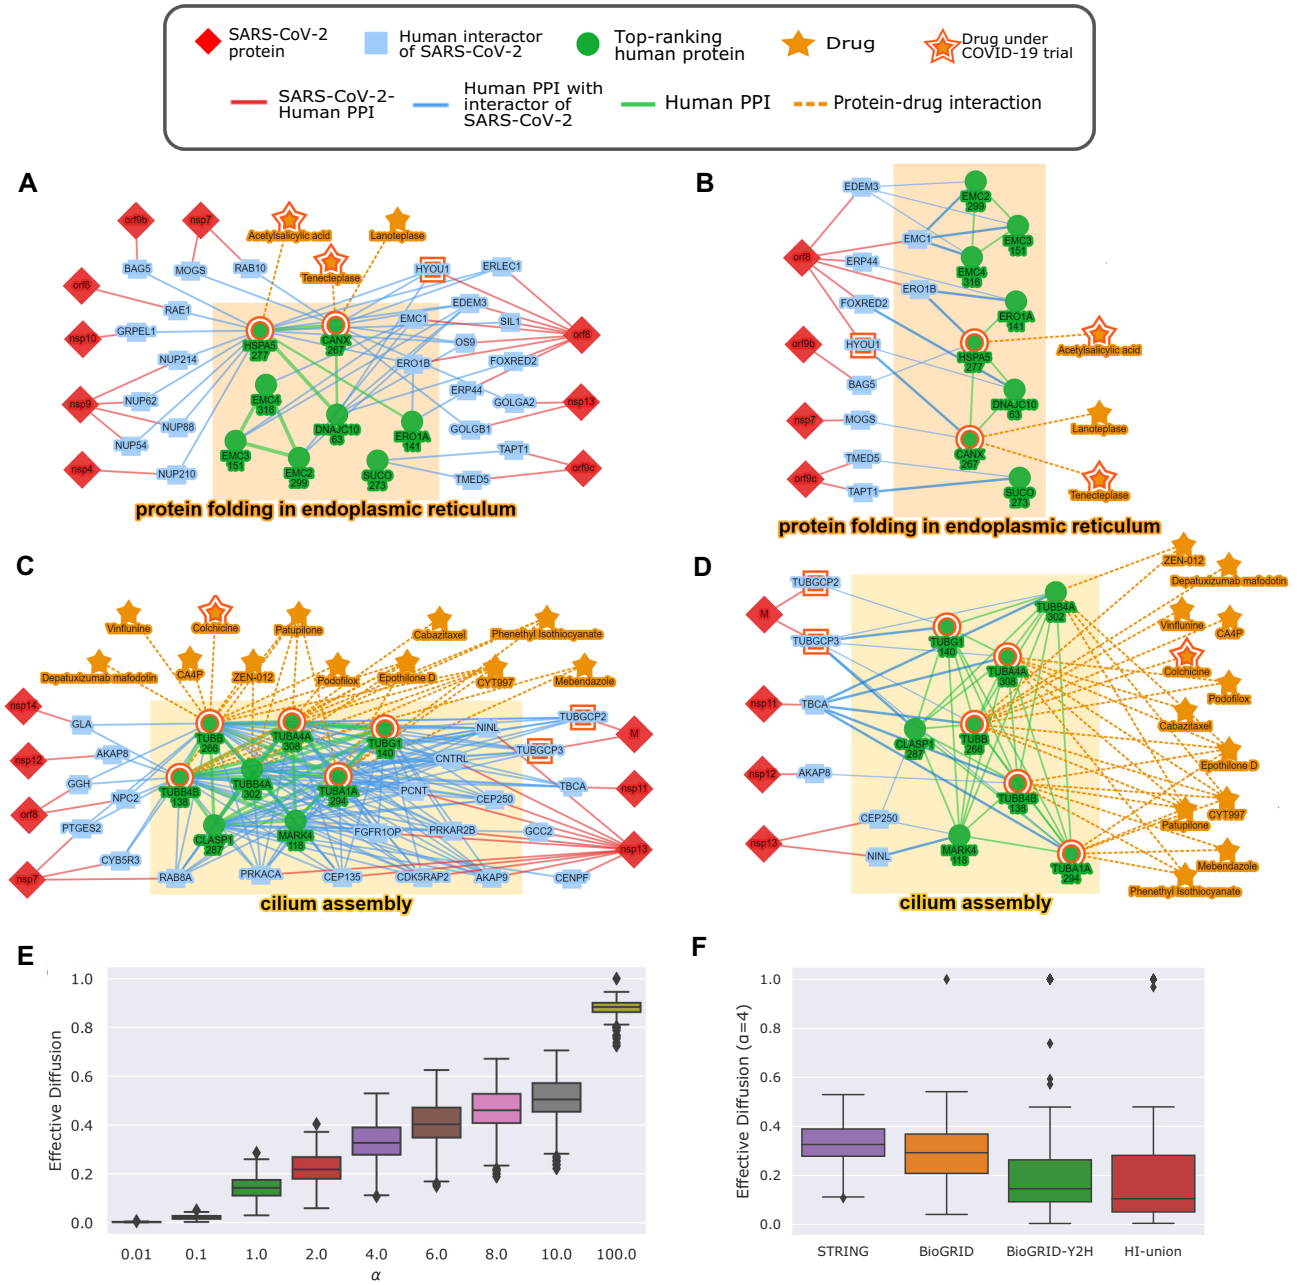 SARS-CoV-2
protein
Human interactor
of SARS-CoV-2
Top-ranking
human protein
Drug
Drug under
COVID-19 trial
SARS-CoV-2-
Human PPI
Human PPI with
interactor of
SARS-CoV-2
Human PPI
Protein-drug interaction
A
orf9b
nsp7
Acetylsalicylic acid
Lanoteplase
BAG5
MOGS
RAB10
Tenecteplase
HYOU1
ERLEC1
orf6
RAE1
EDEM3
EMC1
SIL1
nsp10
GRPEL1
HSPA5
277
CANX
267
OS9
orf8
NUP214
ERO1B
FOXRED2
EMC4
316
ERP44
nsp9
NUP62
GOLGA2
nsp13
NUP88
DNAJC10
63
ERO1A
141
GOLGB1
NUP54
EMC3
151
EMC2
299
SUCO
273
TAPT1
nsp4
NUP210
TMED5
orf9c
protein folding in endoplasmic reticulum
B
EDEM3
EMC2
299
EMC1
EMC3
151
orf8
ERP44
EMC4
316
ERO1B
FOXRED2
ERO1A
141
orf9b
HYOU1
HSPA5
277
Acetylsalicylic acid
BAG5
DNAJC10
63
nsp7
MOGS
Lanoteplase
CANX
267
TMED5
orf9c
TAPT1
SUCO
273
Tenecteplase
protein folding in endoplasmic reticulum
C
Vinflunine
Colchicine
Patupilone
Cabazitaxel
Phenethyl Isothiocyanate
Depatuxizumab mafodotin
CA4P
ZEN-012
Podofilox
Epothilone D
CYT997
Mebendazole
nsp14
GLA
TUBB
266
TUBA4A
308
TUBG1
140
NINL
TUBGCP2
M
nsp12
AKAP8
TUBGCP3
CNTRL
GGH
TUBB4B
138
TUBB4A
302
TUBA1A
294
PCNT
TBCA
nsp11
NPC2
CEP250
orf8
PTGES2
CLASP1
287
MARK4
118
FGFR1OP
PRKAR2B
GCC2
nsp13
CYB5R3
nsp7
RAB8A
PRKACA
CEP135
CDK5RAP2
AKAP9
CENPF
cilium assembly
D
ZEN-012
TUBGCP2
Depatuxizumab mafodotin
TUBB4A
302
M
Vinflunine
CA4P
TUBGCP3
TUBG1
140
TUBA4A
308
Colchicine
nsp11
TBCA
Podofilox
Cabazitaxel
CLASP1
287
TUBB
266
Epothilone D
nsp12
AKAP8
TUBB4B
138
CYT997
CEP250
Patupilone
nsp13
MARK4
118
NINL
TUBA1A
294
Mebendazole
Phenethyl Isothiocyanate
cilium assembly
E
Effective Diffusion
1.0
0.8
0.6
0.4
0.2
0.0
0.01 0.1 1.0 2.0 4.0 6.0 8.0 10.0 100.0
α
F
Effective Diffusion (α=4)
1.0
0.8
0.6
0.4
0.2
0.0
STRING BioGRID BioGRID-Y2H HI-union